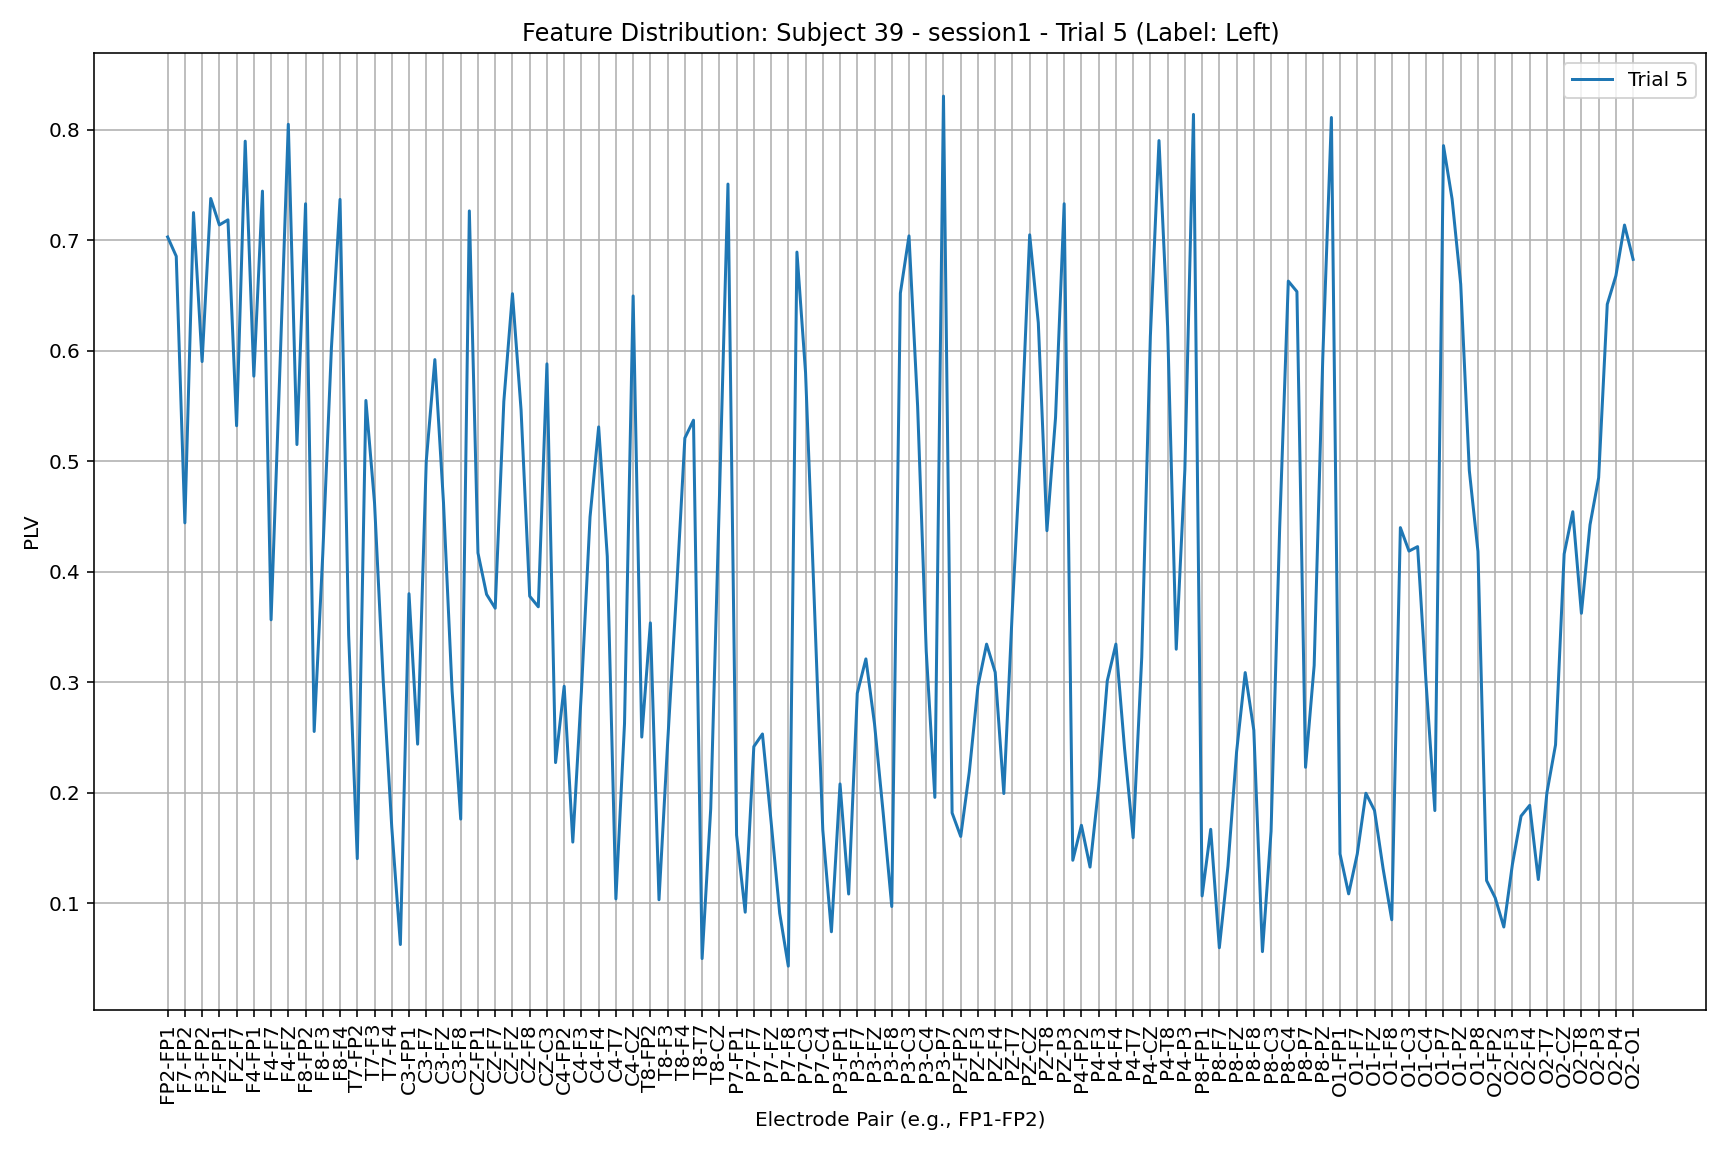 Feature Distribution: Subject 39 - session1 - Trial 5 (Label: Left)
Trial 5
0.8
0.7
0.6
0.5
0.4
0.3
0.2
0.1
PLV
FP2-FP1
F7-FP2
F3-FP2
FZ-FP1
FZ-F7
F4-FP1
F4-F7
F4-FZ
F8-FP2
F8-F3
F8-F4
T7-FP2
T7-F3
T7-F4
C3-FP1
C3-F7
C3-FZ
C3-F8
CZ-FP1
CZ-F7
CZ-FZ
CZ-F8
CZ-C3
C4-FP2
C4-F3
C4-F4
C4-T7
C4-CZ
T8-FP2
T8-F3
T8-F4
T8-T7
T8-CZ
P7-FP1
P7-F7
P7-FZ
P7-F8
P7-C3
P7-C4
P3-FP1
P3-F7
P3-FZ
P3-F8
P3-C3
P3-C4
P3-P7
PZ-FP2
PZ-F3
PZ-F4
PZ-T7
PZ-CZ
PZ-T8
PZ-P3
P4-FP2
P4-F3
P4-F4
P4-T7
P4-CZ
P4-T8
P4-P3
P8-FP1
P8-F7
P8-FZ
P8-F8
P8-C3
P8-C4
P8-P7
P8-PZ
O1-FP1
O1-F7
O1-FZ
O1-F8
O1-C3
O1-C4
O1-P7
O1-PZ
O1-P8
O2-FP2
O2-F3
O2-F4
O2-T7
O2-CZ
O2-T8
O2-P3
O2-P4
O2-O1
Electrode Pair (e.g., FP1-FP2)